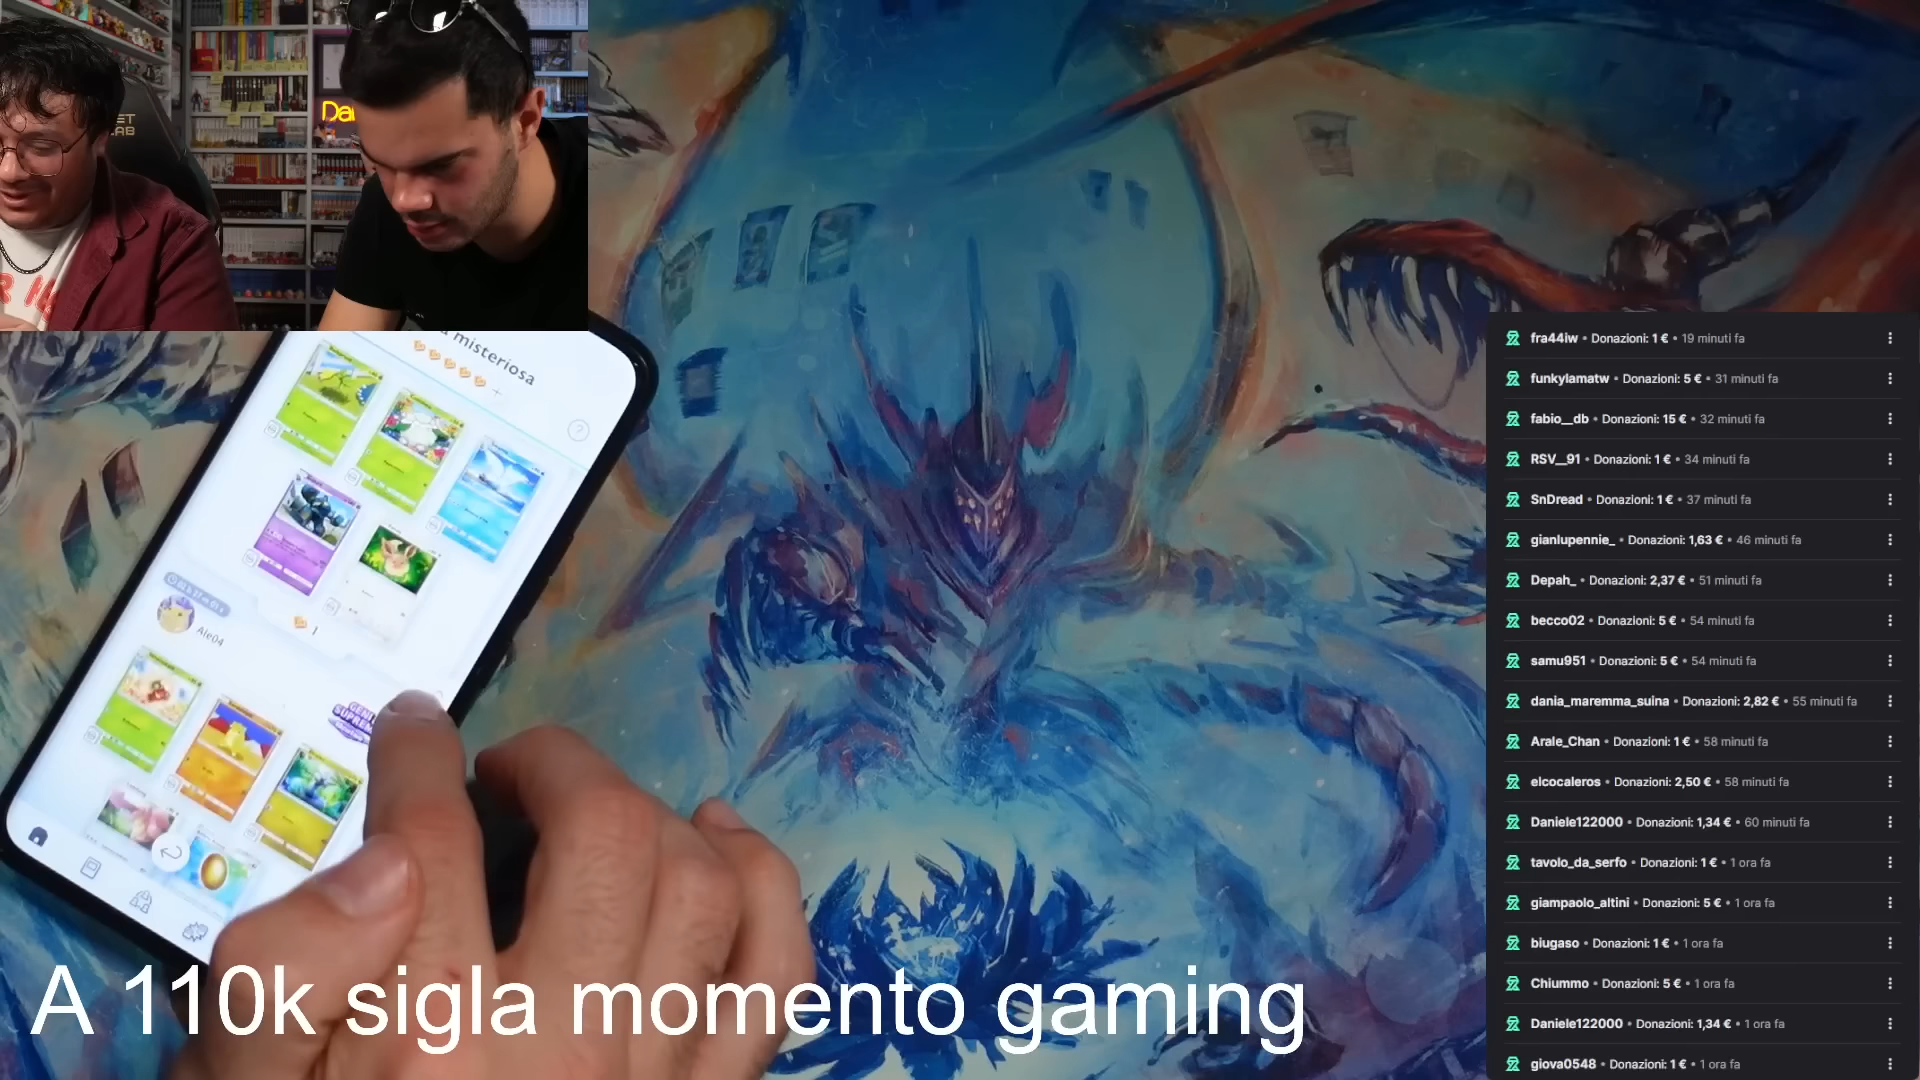 Da
misteriosa
?
Ale04
1
fra44iw • Donazioni: 1 € • 19 minuti fa
funkylamatw • Donazioni: 5 € • 31 minuti fa
fabio__db • Donazioni: 15 € • 32 minuti fa
RSV__91 • Donazioni: 1 € • 34 minuti fa
SnDread • Donazioni: 1 € • 37 minuti fa
gianlupennie_ • Donazioni: 1,63 € • 46 minuti fa
Depah_ • Donazioni: 2,37 € • 51 minuti fa
becco02 • Donazioni: 5 € • 54 minuti fa
samu951 • Donazioni: 5 € • 54 minuti fa
dania_maremma_suina • Donazioni: 2,82 € • 55 minuti fa
Arale_Chan • Donazioni: 1 € • 58 minuti fa
elcocaleros • Donazioni: 2,50 € • 58 minuti fa
Daniele122000 • Donazioni: 1,34 € • 60 minuti fa
tavolo_da_serfo • Donazioni: 1 € • 1 ora fa
giampaolo_altini • Donazioni: 5 € • 1 ora fa
biugaso • Donazioni: 1 € • 1 ora fa
Chiummo • Donazioni: 5 € • 1 ora fa
Daniele122000 • Donazioni: 1,34 € • 1 ora fa
giova0548 • Donazioni: 1 € • 1 ora fa
A 110k sigla momento gaming